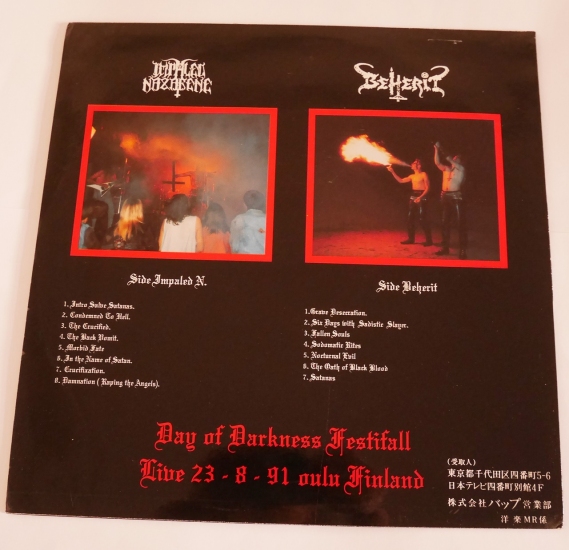 IMPALED
NAZARENE
BEHERIT
Side Impaled N.
1. Intro Salve Satanas.
2. Condemned To Hell.
3. The Crucified.
4. The Back Vomit.
5. Morbid Fate
6. In the Name of Satan.
7. Crucifization.
8. Damnation ( Raping the Angels).
Side Beherit
1. Grave Desecration.
2. Six Days with Sadistic Slayer.
3. Fallen Souls
4. Sodomatic Rites
5. Nocturnal Evil
6. The Oath of Black Blood
7. Satanas
Day of Darkness Festifall
Live 23 - 8 - 91 oulu Finland
(受取人)
東京都千代田区四番町5-6
日本テレビ四番町別館4F
株式会社バップ営業部
洋楽MR係